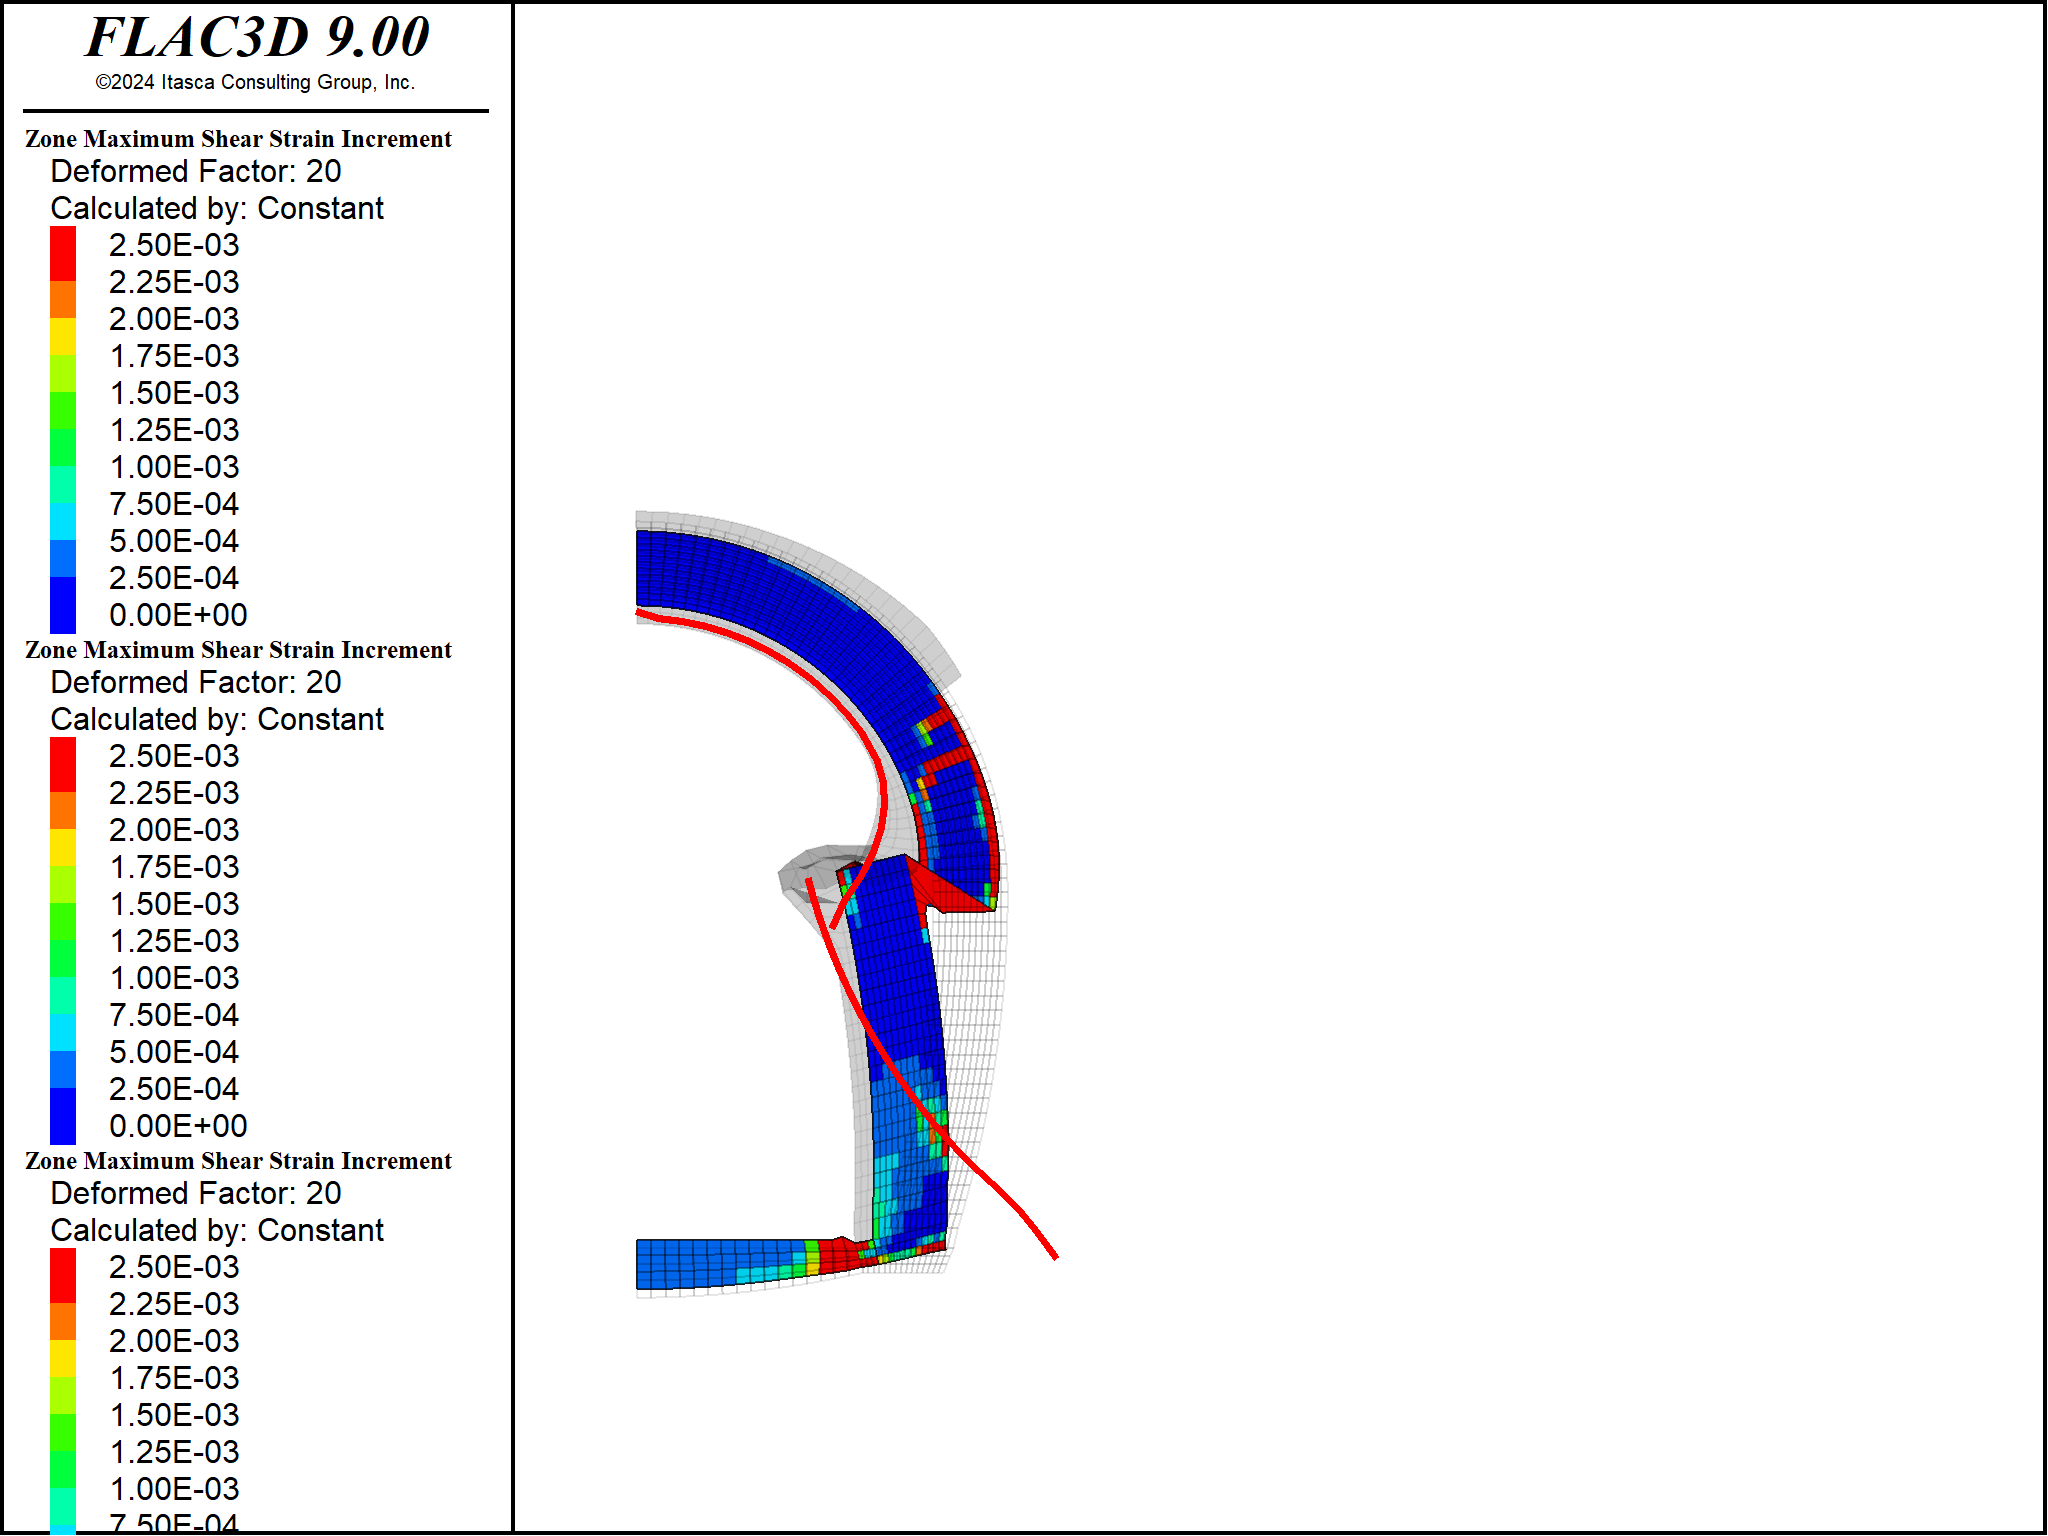 FLAC3D 9.00
©2024 Itasca Consulting Group, Inc.
Zone Maximum Shear Strain Increment
Deformed Factor: 20
Calculated by: Constant
2.50E-03
2.25E-03
2.00E-03
1.75E-03
1.50E-03
1.25E-03
1.00E-03
7.50E-04
5.00E-04
2.50E-04
0.00E+00
Zone Maximum Shear Strain Increment
Deformed Factor: 20
Calculated by: Constant
2.50E-03
2.25E-03
2.00E-03
1.75E-03
1.50E-03
1.25E-03
1.00E-03
7.50E-04
5.00E-04
2.50E-04
0.00E+00
Zone Maximum Shear Strain Increment
Deformed Factor: 20
Calculated by: Constant
2.50E-03
2.25E-03
2.00E-03
1.75E-03
1.50E-03
1.25E-03
1.00E-03
7.50E-04